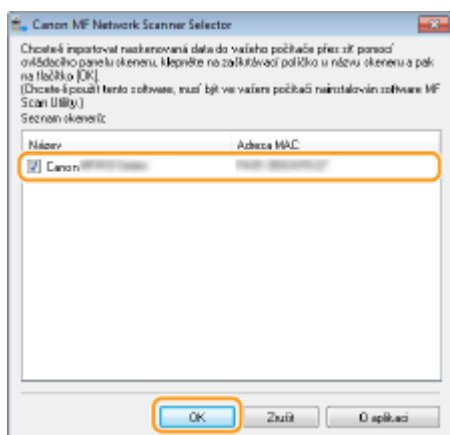 Canon MF Network Scanner Selector
Chcete-li importovat naskenovaná data do vašeho počítače přes síť pomocí
ovládacího panelu skeneru, klepněte na zaškrtávací políčko u názvu skeneru a pak
na tlačítko [OK].
(Chcete-li použít tento software, musí být ve vašem počítači nainstalován software MF
Scan Utility.)
Seznam skenerů:
Název Adresa MAC
Canon
OK Zrušit O aplikaci